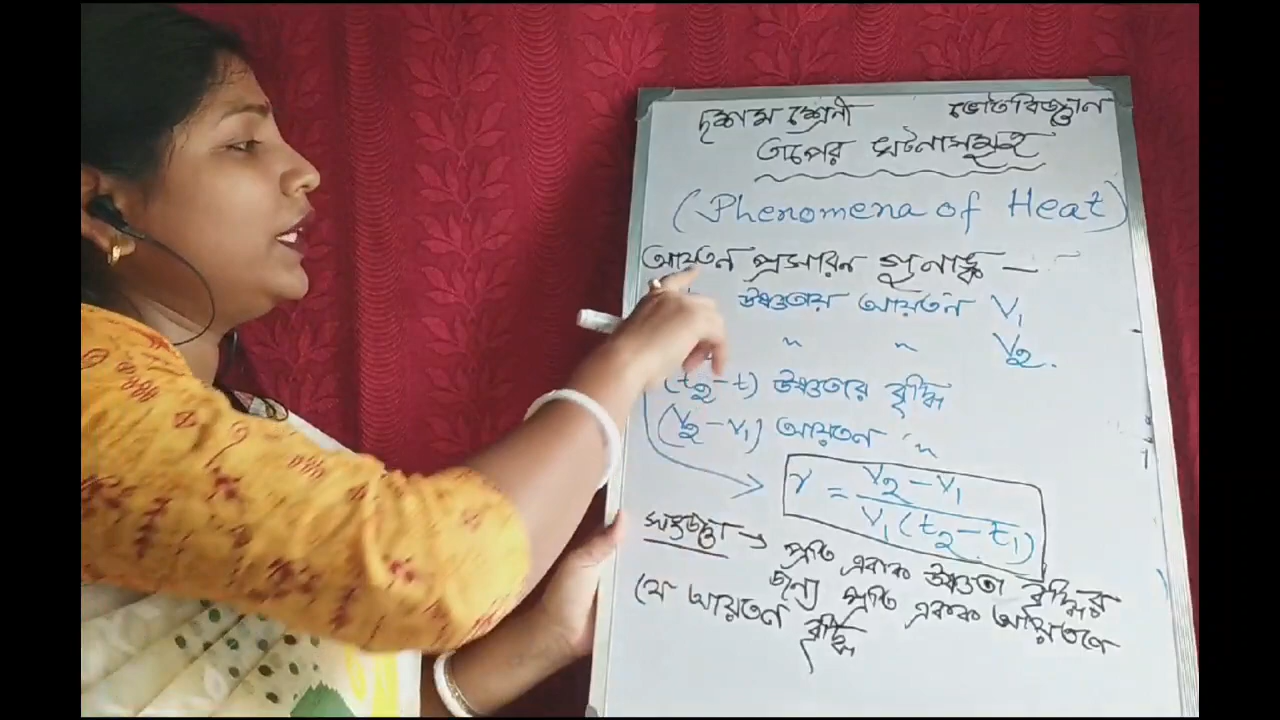 দশম শ্রেনী ভৌতবিজ্ঞান
তাপের ঘটনাসমূহ
(Phenomena of Heat)
আয়তন প্রসারন গুনাঙ্ক —
উষ্ণতায় আয়তন V₁
" " V₂.
(t₂-t) উষ্ণতার বৃদ্ধি
(V₂-V₁) আয়তন "
γ = V₂-V₁ / V₁(t₂-t₁)
সংজ্ঞা → প্রতি একক উষ্ণতা বৃদ্ধির
জন্য প্রতি একক আয়তনে
যে আয়তন বৃদ্ধি